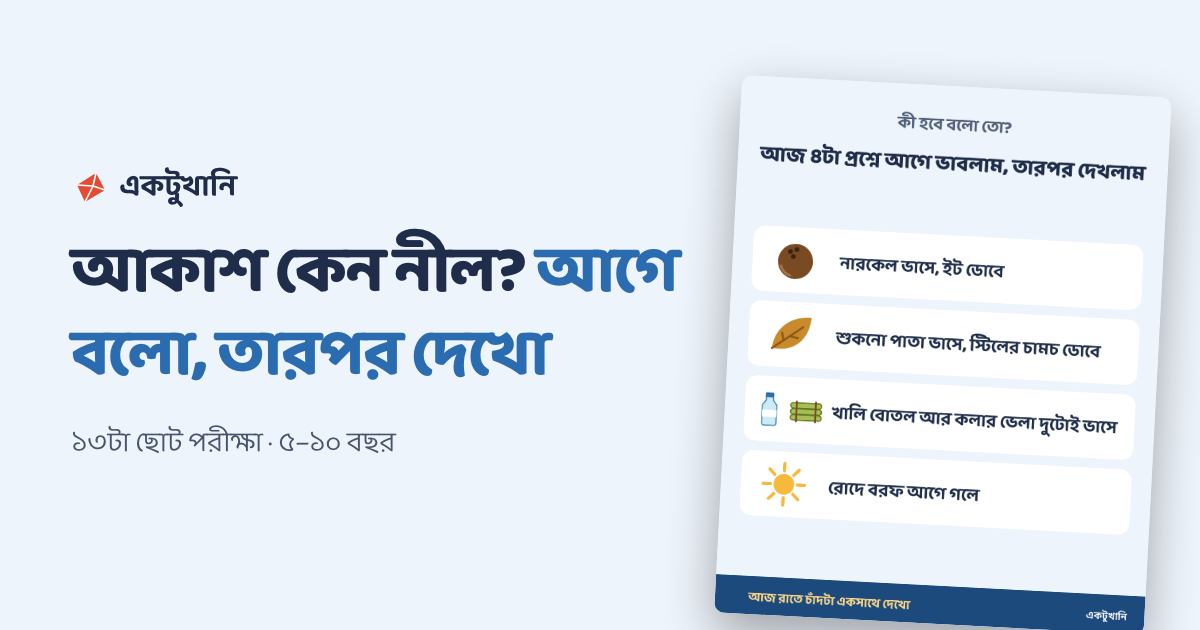 একটুখানি
আকাশ কেন নীল? আগে
বলো, তারপর দেখো
১৩টা ছোট পরীক্ষা · ৫–১০ বছর
কী হবে বলো তো?
আজ ৪টা প্রশ্নে আগে ভাবলাম, তারপর দেখলাম
নারকেল ভাসে, ইট ডোবে
শুকনো পাতা ভাসে, স্টিলের চামচ ডোবে
খালি বোতল আর কলার ভেলা দুটোই ভাসে
রোদে বরফ আগে গলে
আজ রাতে চাঁদটা একসাথে দেখো
একটুখানি